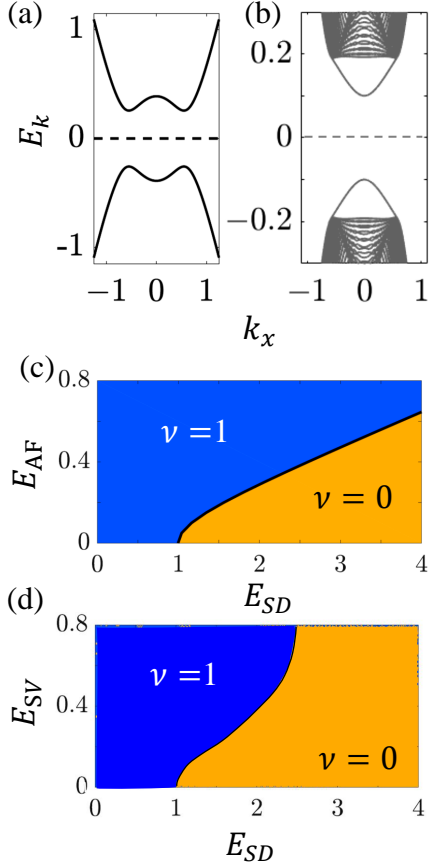 (a)
(b)
1
0
-1
E_k
0.2
0
−0.2
−1 0 1
−1 0 1
k_x
(c)
0.8
0.4
0
E_AF
ν = 1
ν = 0
0 1 2 3 4
E_SD
(d)
0.8
0.4
0
E_SV
ν = 1
ν = 0
0 1 2 3 4
E_SD